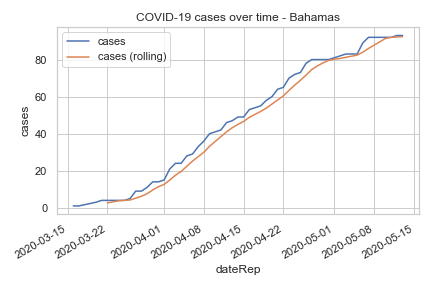 COVID-19 cases over time - Bahamas
cases
cases (rolling)
cases
80
60
40
20
0
2020-03-15
2020-03-22
2020-04-01
2020-04-08
2020-04-15
2020-04-22
2020-05-01
2020-05-08
2020-05-15
dateRep